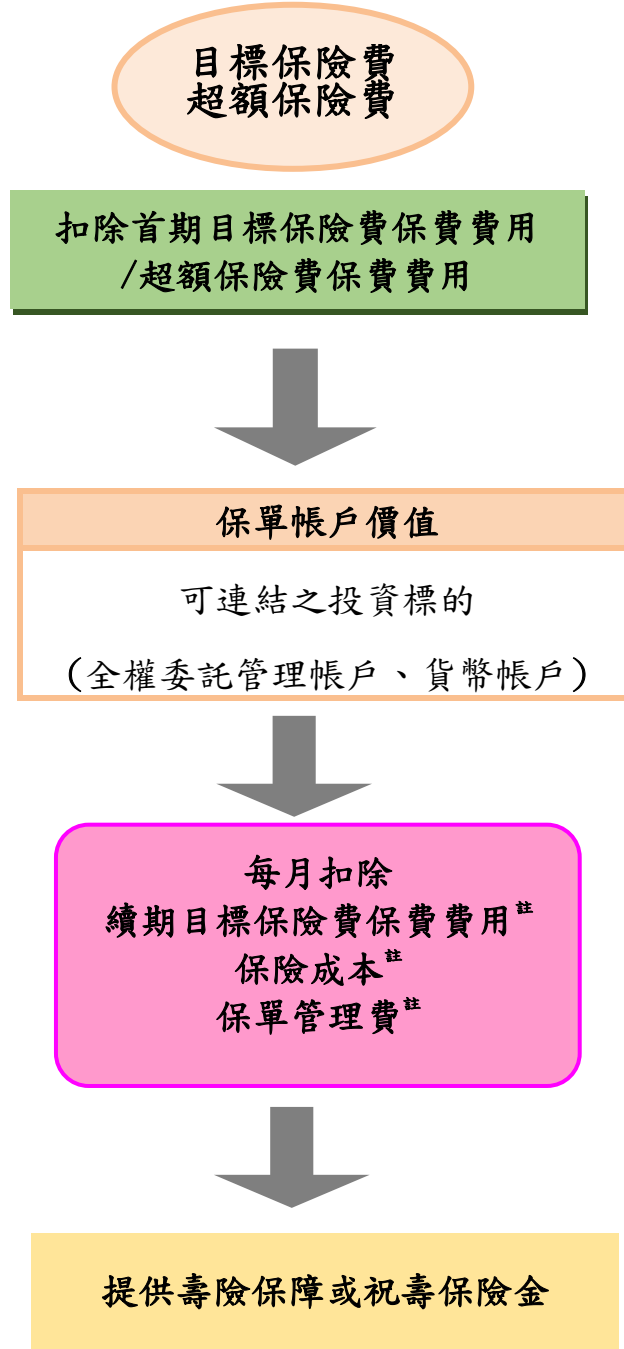 目標保險費
超額保險費
扣除首期目標保險費保費費用
/超額保險費保費費用
保單帳戶價值
可連結之投資標的
(全權委託管理帳戶、貨幣帳戶)
每月扣除
續期目標保險費保費費用註
保險成本註
保單管理費註
提供壽險保障或祝壽保險金